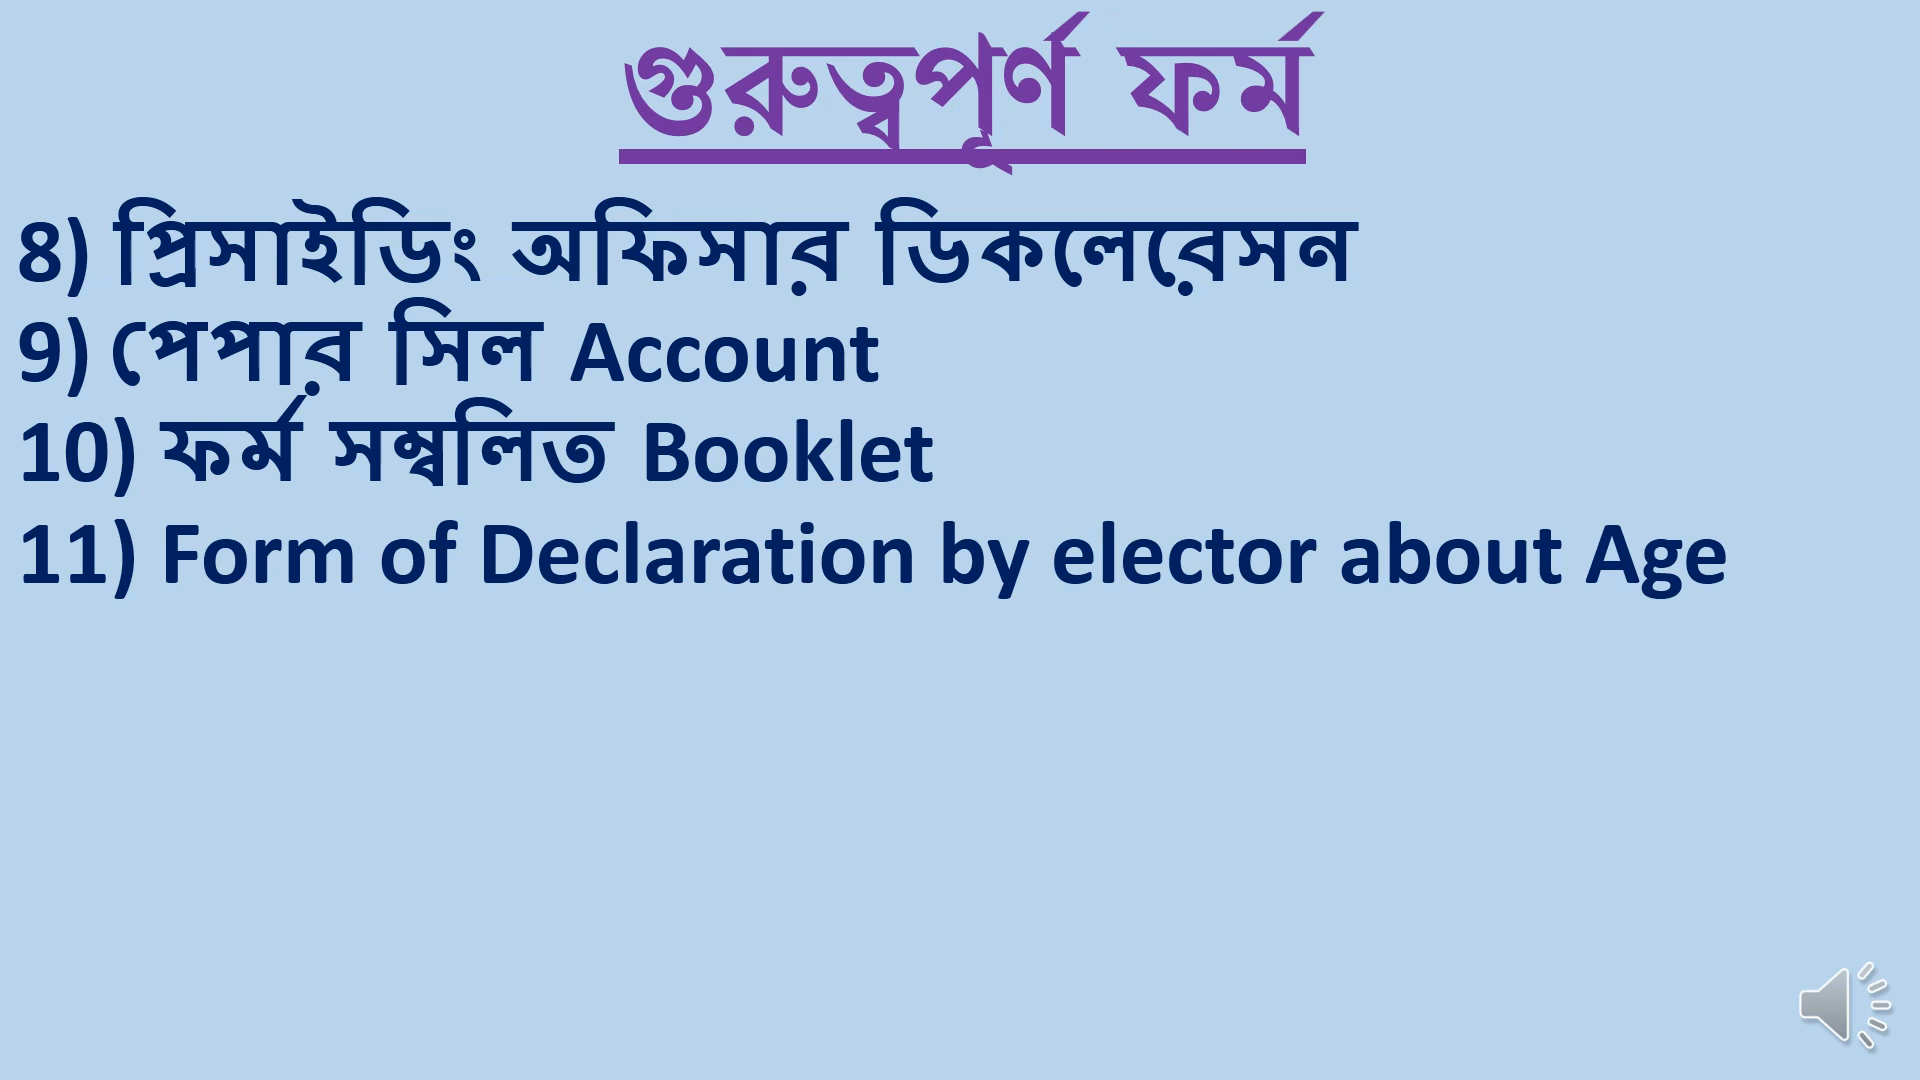 গুরুত্বপূর্ণ ফর্ম
8) প্রিসাইডিং অফিসার ডিকলেরেসন
9) পেপার সিল Account
10) ফর্ম সম্বলিত Booklet
11) Form of Declaration by elector about Age